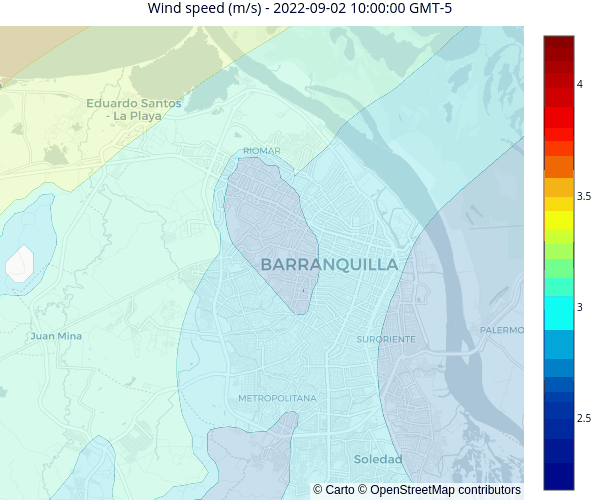 Wind speed (m/s) - 2022-09-02 10:00:00 GMT-5
Eduardo Santos
- La Playa
RIOMAR
BARRANQUILLA
Juan Mina
SURORIENTE
PALERMO
METROPOLITANA
Soledad
© Carto © OpenStreetMap contributors
4
3.5
3
2.5